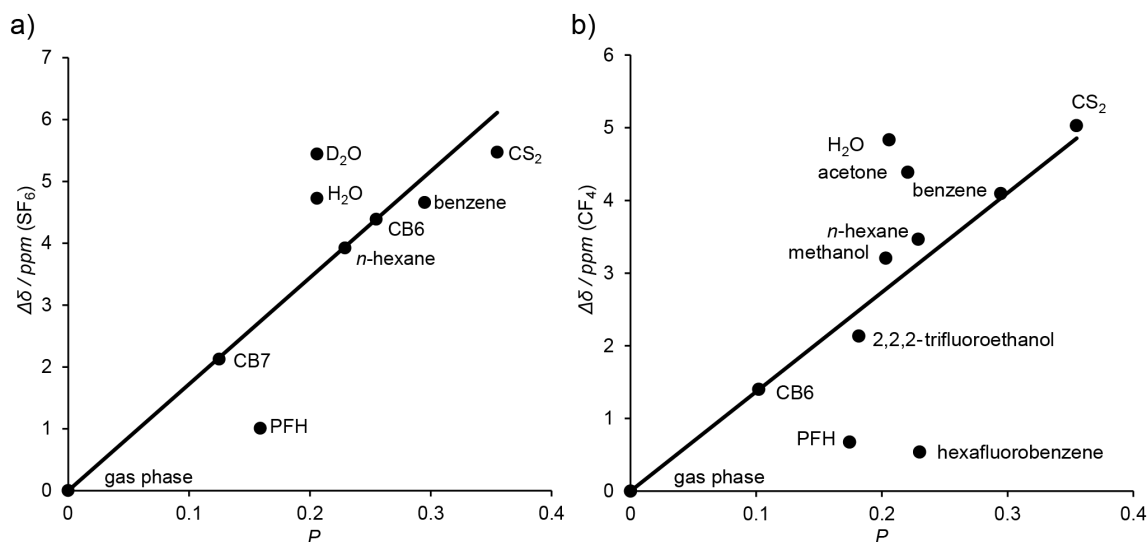 a)
Δδ / ppm (SF₆)
7
6
5
4
3
2
1
0
D₂O
H₂O
CS₂
benzene
CB6
n-hexane
CB7
PFH
gas phase
0 0.1 0.2 0.3 0.4
P
b)
Δδ / ppm (CF₄)
6
5
4
3
2
1
0
CS₂
H₂O
acetone
benzene
n-hexane
methanol
2,2,2-trifluoroethanol
CB6
PFH
hexafluorobenzene
gas phase
0 0.1 0.2 0.3 0.4
P